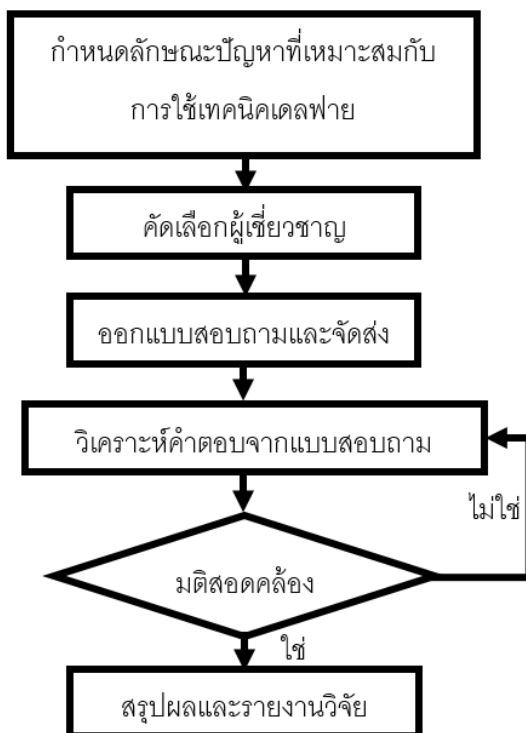 กำหนดลักษณะปัญหาที่เหมาะสมกับ
การใช้เทคนิคเดลฟาย
คัดเลือกผู้เชี่ยวชาญ
ออกแบบสอบถามและจัดส่ง
วิเคราะห์คำตอบจากแบบสอบถาม
ไม่ใช่
มติสอดคล้อง
ใช่
สรุปผลและรายงานวิจัย